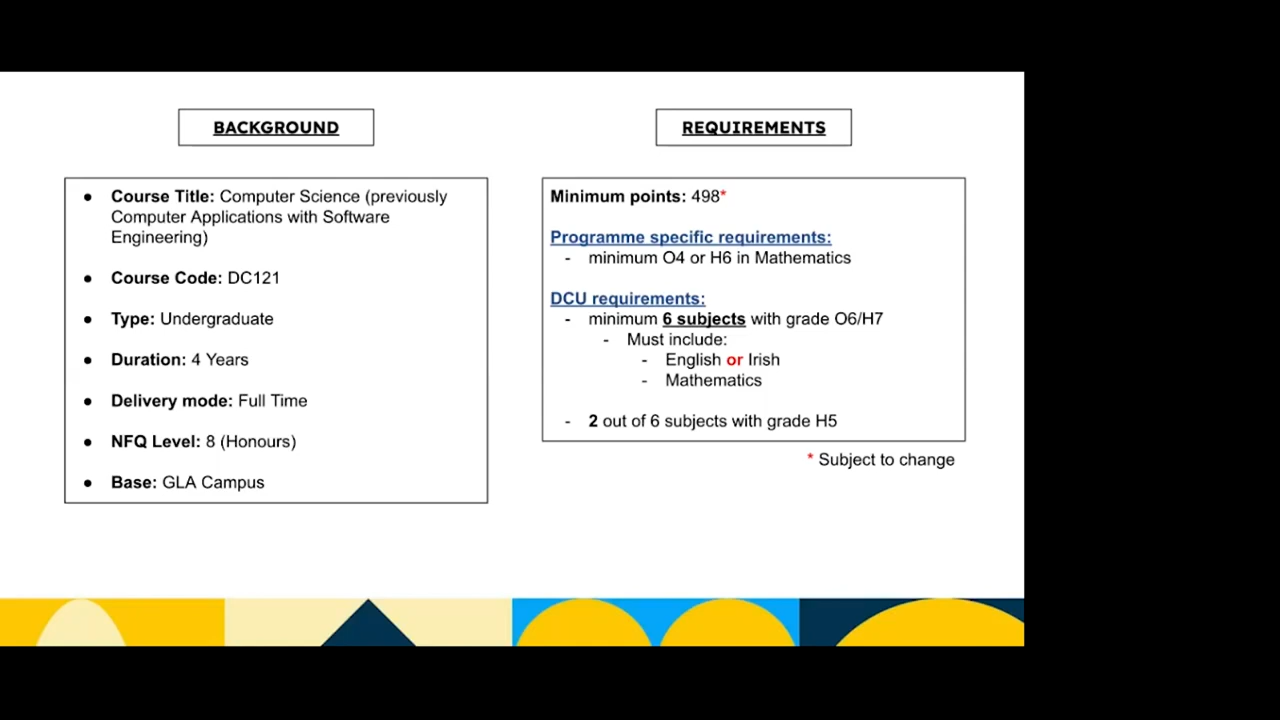 BACKGROUND
● Course Title: Computer Science (previously
Computer Applications with Software
Engineering)
● Course Code: DC121
● Type: Undergraduate
● Duration: 4 Years
● Delivery mode: Full Time
● NFQ Level: 8 (Honours)
● Base: GLA Campus
REQUIREMENTS
Minimum points: 498*
Programme specific requirements:
- minimum O4 or H6 in Mathematics
DCU requirements:
- minimum 6 subjects with grade O6/H7
- Must include:
- English or Irish
- Mathematics
- 2 out of 6 subjects with grade H5
* Subject to change